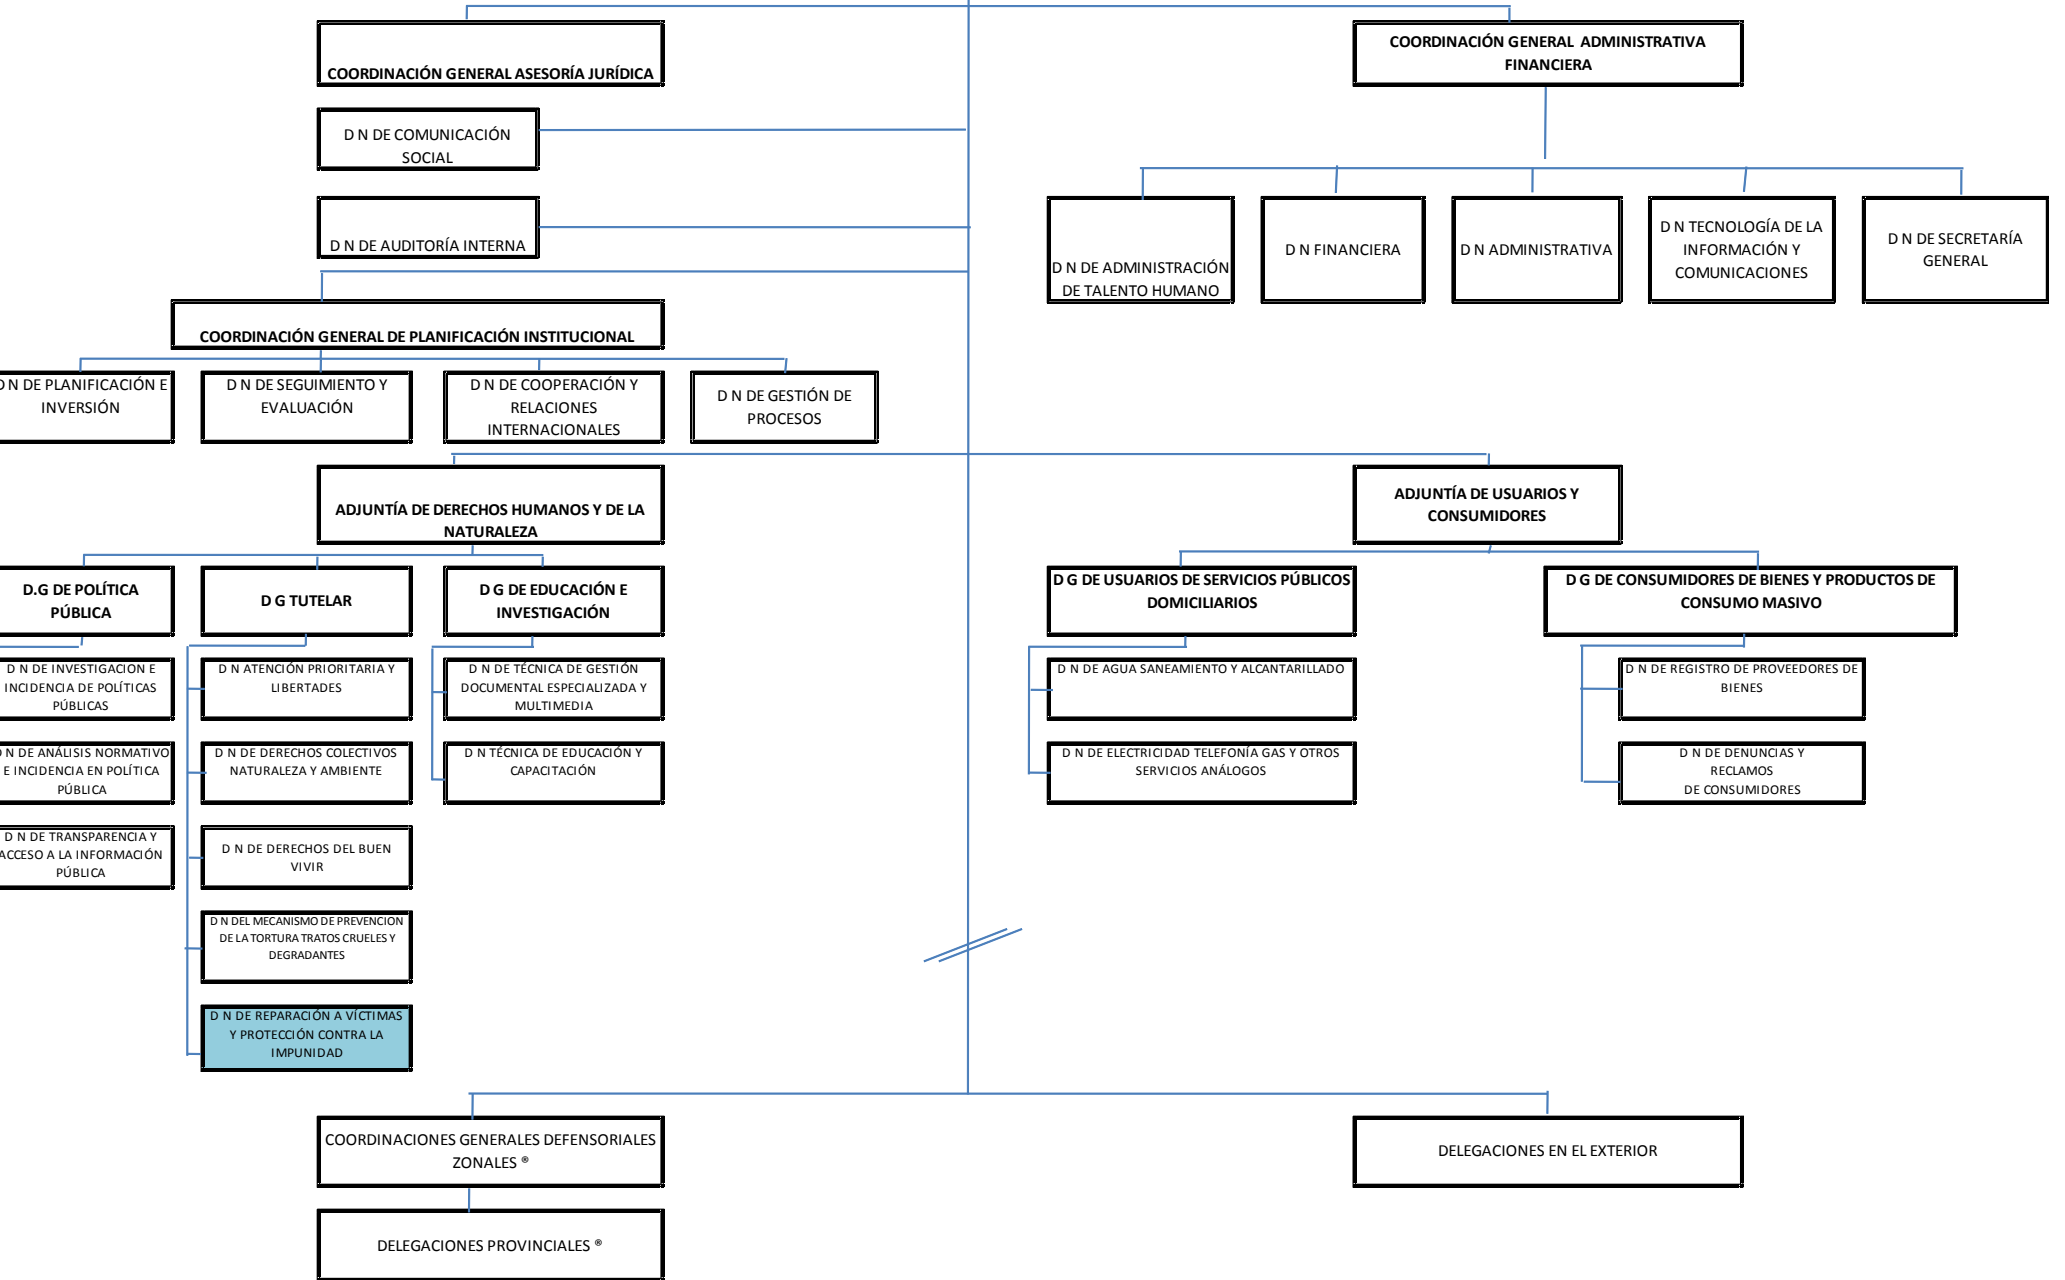 COORDINACIÓN GENERAL ASESORÍA JURÍDICA
COORDINACIÓN GENERAL ADMINISTRATIVA
FINANCIERA
D N DE COMUNICACIÓN
SOCIAL
D N DE AUDITORÍA INTERNA
D N DE ADMINISTRACIÓN
DE TALENTO HUMANO
D N FINANCIERA
D N ADMINISTRATIVA
D N TECNOLOGÍA DE LA
INFORMACIÓN Y
COMUNICACIONES
D N DE SECRETARÍA
GENERAL
COORDINACIÓN GENERAL DE PLANIFICACIÓN INSTITUCIONAL
D N DE PLANIFICACIÓN E
INVERSIÓN
D N DE SEGUIMIENTO Y
EVALUACIÓN
D N DE COOPERACIÓN Y
RELACIONES
INTERNACIONALES
D N DE GESTIÓN DE
PROCESOS
ADJUNTÍA DE DERECHOS HUMANOS Y DE LA
NATURALEZA
ADJUNTÍA DE USUARIOS Y
CONSUMIDORES
D.G DE POLÍTICA
PÚBLICA
D G TUTELAR
D G DE EDUCACIÓN E
INVESTIGACIÓN
D G DE USUARIOS DE SERVICIOS PÚBLICOS
DOMICILIARIOS
D G DE CONSUMIDORES DE BIENES Y PRODUCTOS DE
CONSUMO MASIVO
D N DE INVESTIGACION E
INCIDENCIA DE POLÍTICAS
PÚBLICAS
D N ATENCIÓN PRIORITARIA Y
LIBERTADES
D N DE TÉCNICA DE GESTIÓN
DOCUMENTAL ESPECIALIZADA Y
MULTIMEDIA
D N DE AGUA SANEAMIENTO Y ALCANTARILLADO
D N DE REGISTRO DE PROVEEDORES DE
BIENES
D N DE ANÁLISIS NORMATIVO
E INCIDENCIA EN POLÍTICA
PÚBLICA
D N DE DERECHOS COLECTIVOS
NATURALEZA Y AMBIENTE
D N TÉCNICA DE EDUCACIÓN Y
CAPACITACIÓN
D N DE ELECTRICIDAD TELEFONÍA GAS Y OTROS
SERVICIOS ANÁLOGOS
D N DE DENUNCIAS Y
RECLAMOS
DE CONSUMIDORES
D N DE TRANSPARENCIA Y
ACCESO A LA INFORMACIÓN
PÚBLICA
D N DE DERECHOS DEL BUEN
VIVIR
D N DEL MECANISMO DE PREVENCION
DE LA TORTURA TRATOS CRUELES Y
DEGRADANTES
D N DE REPARACIÓN A VÍCTIMAS
Y PROTECCIÓN CONTRA LA
IMPUNIDAD
COORDINACIONES GENERALES DEFENSORIALES
ZONALES ®
DELEGACIONES EN EL EXTERIOR
DELEGACIONES PROVINCIALES ®